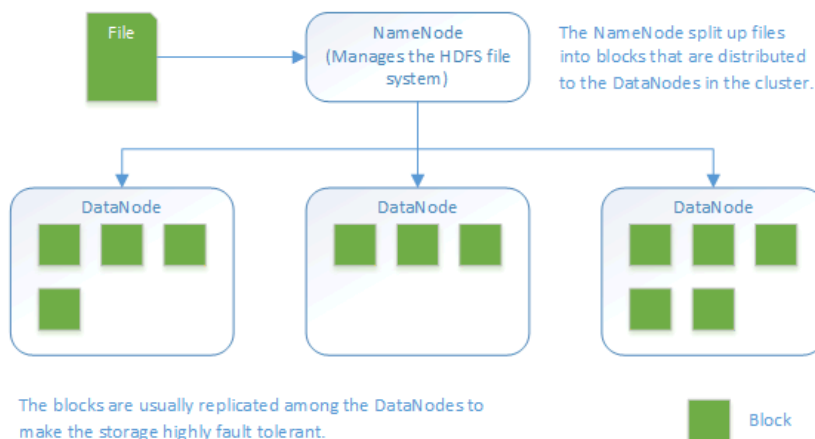 File
NameNode
(Manages the HDFS file
system)
The NameNode split up files
into blocks that are distributed
to the DataNodes in the cluster.
DataNode
DataNode
DataNode
The blocks are usually replicated among the DataNodes to
make the storage highly fault tolerant.
Block